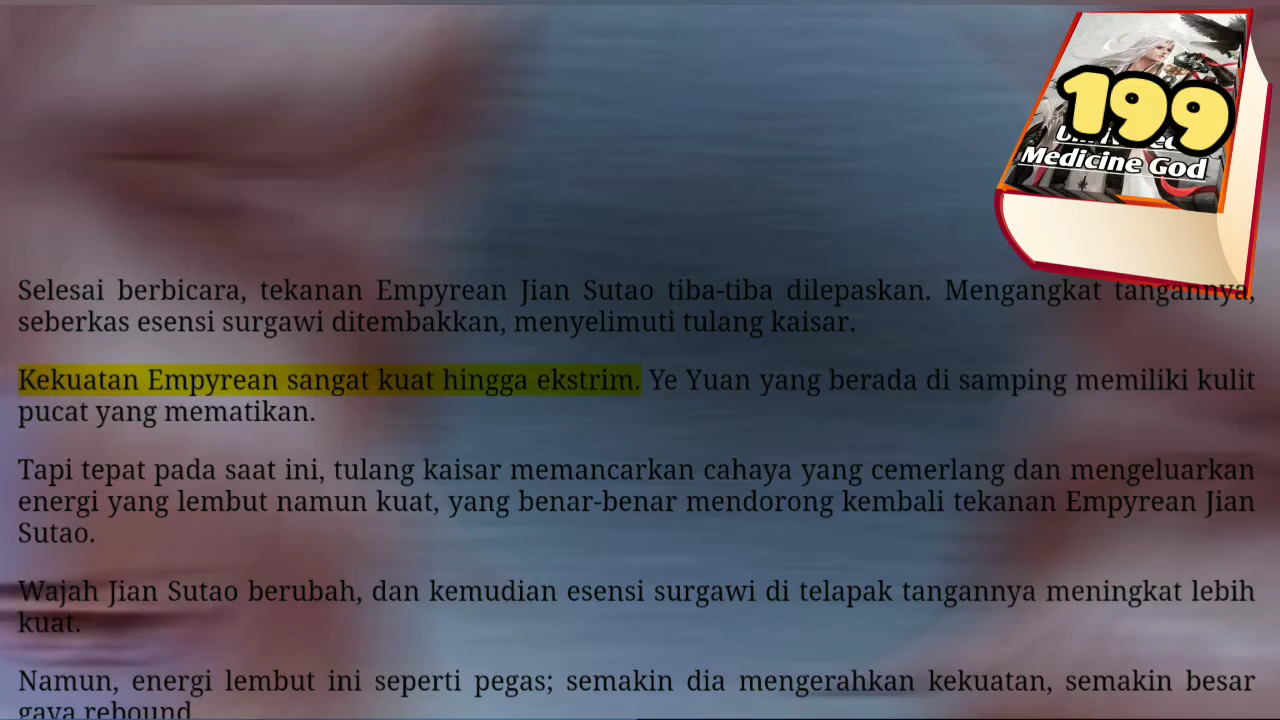 199
Medicine God
Selesai berbicara, tekanan Empyrean Jian Sutao tiba-tiba dilepaskan. Mengangkat tangannya,
seberkas esensi surgawi ditembakkan, menyelimuti tulang kaisar.
Kekuatan Empyrean sangat kuat hingga ekstrim. Ye Yuan yang berada di samping memiliki kulit
pucat yang mematikan.
Tapi tepat pada saat ini, tulang kaisar memancarkan cahaya yang cemerlang dan mengeluarkan
energi yang lembut namun kuat, yang benar-benar mendorong kembali tekanan Empyrean Jian
Sutao.
Wajah Jian Sutao berubah, dan kemudian esensi surgawi di telapak tangannya meningkat lebih
kuat.
Namun, energi lembut ini seperti pegas; semakin dia mengerahkan kekuatan, semakin besar
gaya rebound